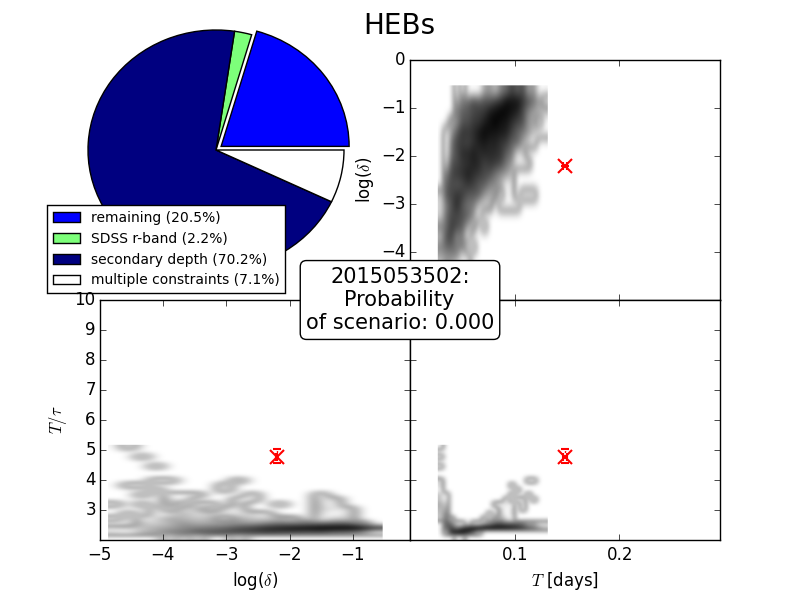 HEBs
remaining (20.5%)
SDSS r-band (2.2%)
secondary depth (70.2%)
multiple constraints (7.1%)
0
−1
−2
−3
−4
log(δ)
2015053502:
Probability
of scenario: 0.000
10
9
8
7
6
5
4
3
T/τ
−5 −4 −3 −2 −1
log(δ)
0.1 0.2
T [days]